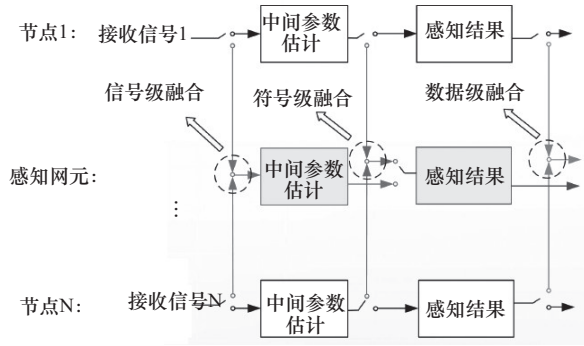 节点1： 接收信号1
中间参数
估计
感知结果
信号级融合
符号级融合
数据级融合
感知网元：
中间参数
估计
感知结果
⋮
节点N： 接收信号N
中间参数
估计
感知结果